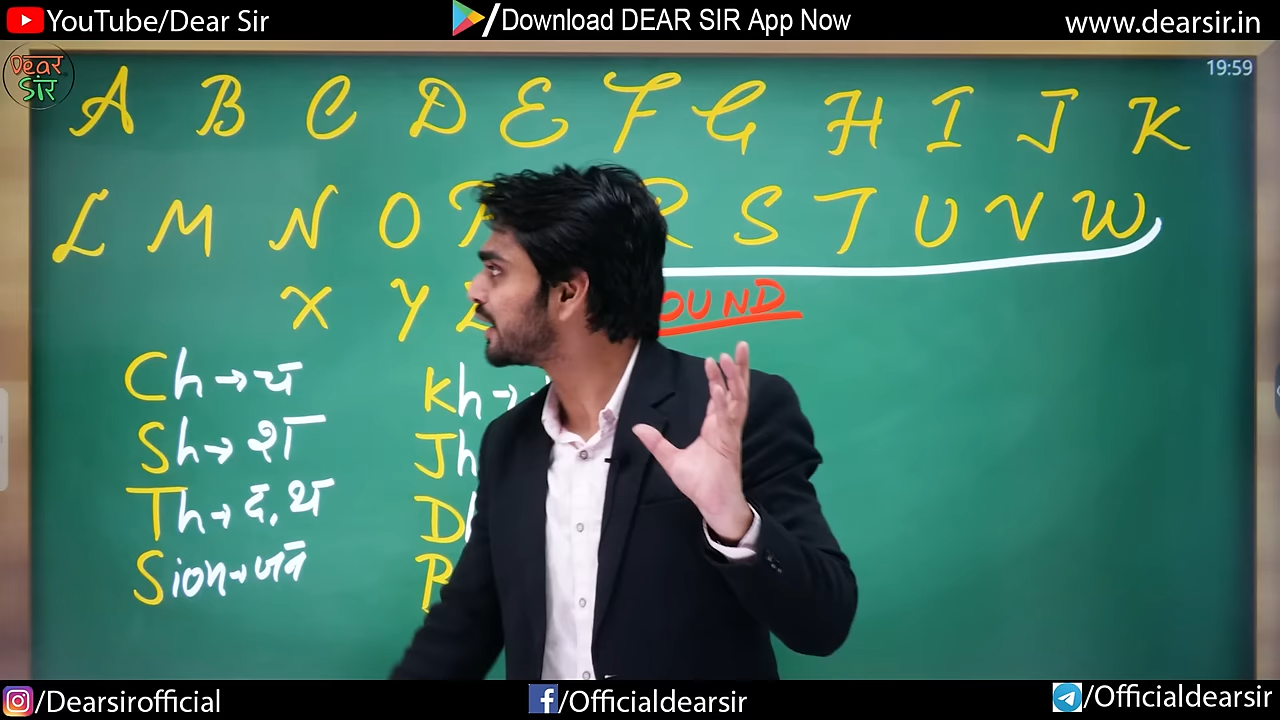 YouTube/Dear Sir
/Download DEAR SIR App Now
www.dearsir.in
Dear सर
19:59
A B C D E F G H I J K
L M N O P R S T U V W
X Y Z OUND
Ch→च Kh→
Sh→श Jh
Th→द,थ D
Sion→जन P
/Dearsirofficial
/Officialdearsir
/Officialdearsir